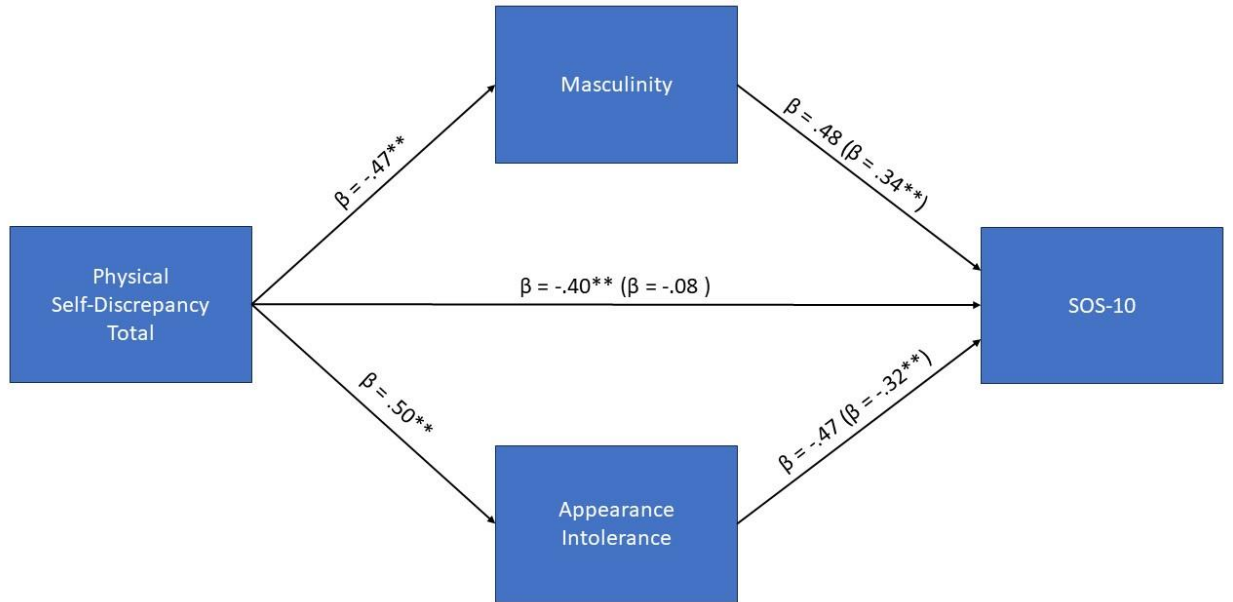 Masculinity
β = -.47**
β = .48 (β = .34**)
Physical
Self-Discrepancy
Total
β = -.40** (β = -.08 )
SOS-10
β = .50**
β = -.47 (β = -.32**)
Appearance
Intolerance